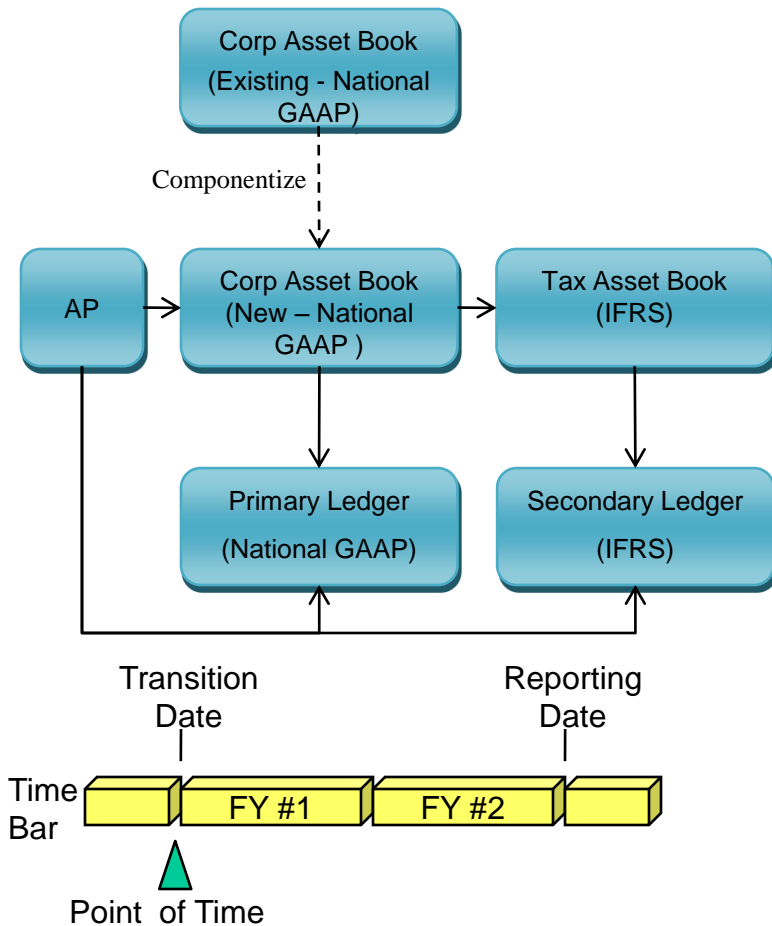 Corp Asset Book
(Existing - National
GAAP)
Componentize
AP
Corp Asset Book
(New – National
GAAP )
Tax Asset Book
(IFRS)
Primary Ledger
(National GAAP)
Secondary Ledger
(IFRS)
Transition
Date
Reporting
Date
Time
Bar
FY #1
FY #2
Point of Time